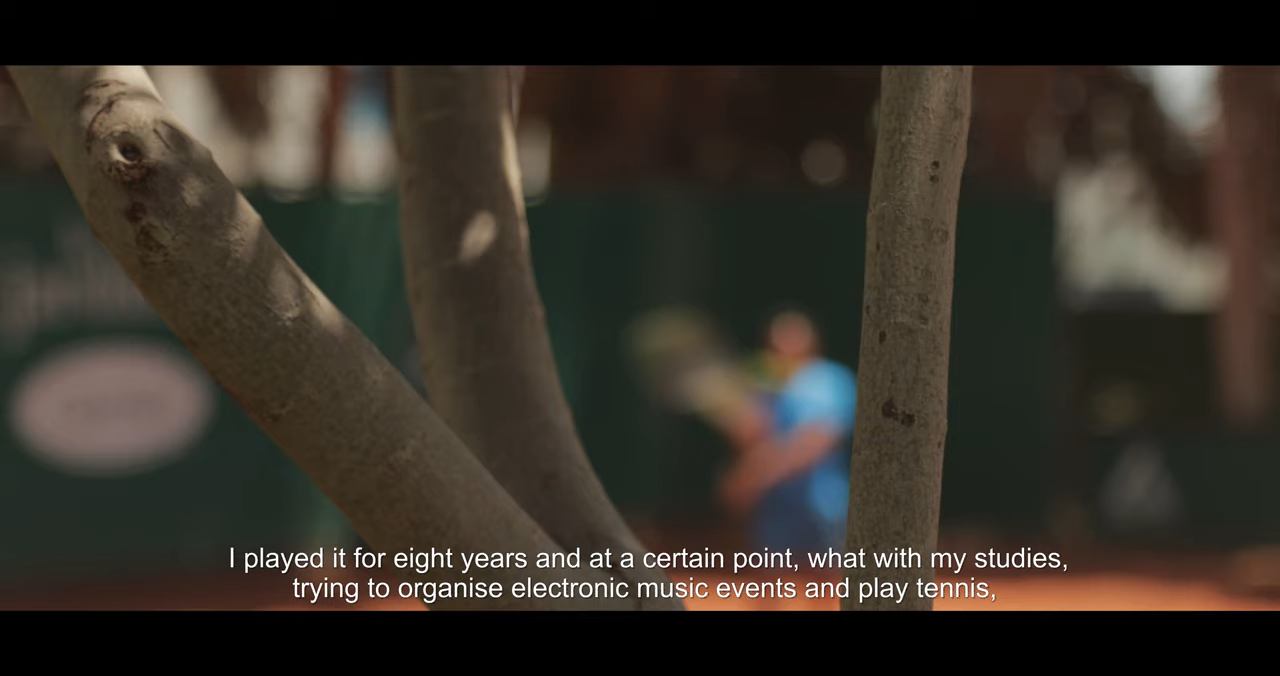 I played it for eight years and at a certain point, what with my studies,
trying to organise electronic music events and play tennis,